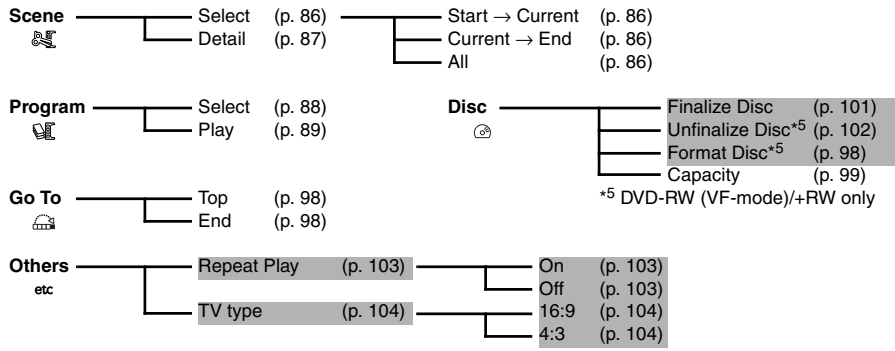 Scene Select (p. 86) Start → Current (p. 86)
Detail (p. 87) Current → End (p. 86)
All (p. 86)
Program Select (p. 88)
Play (p. 89)
Disc Finalize Disc (p. 101)
Unfinalize Disc*5 (p. 102)
Format Disc*5 (p. 98)
Capacity (p. 99)
*5 DVD-RW (VF-mode)/+RW only
Go To Top (p. 98)
End (p. 98)
Others Repeat Play (p. 103) On (p. 103)
etc Off (p. 103)
TV type (p. 104) 16:9 (p. 104)
4:3 (p. 104)